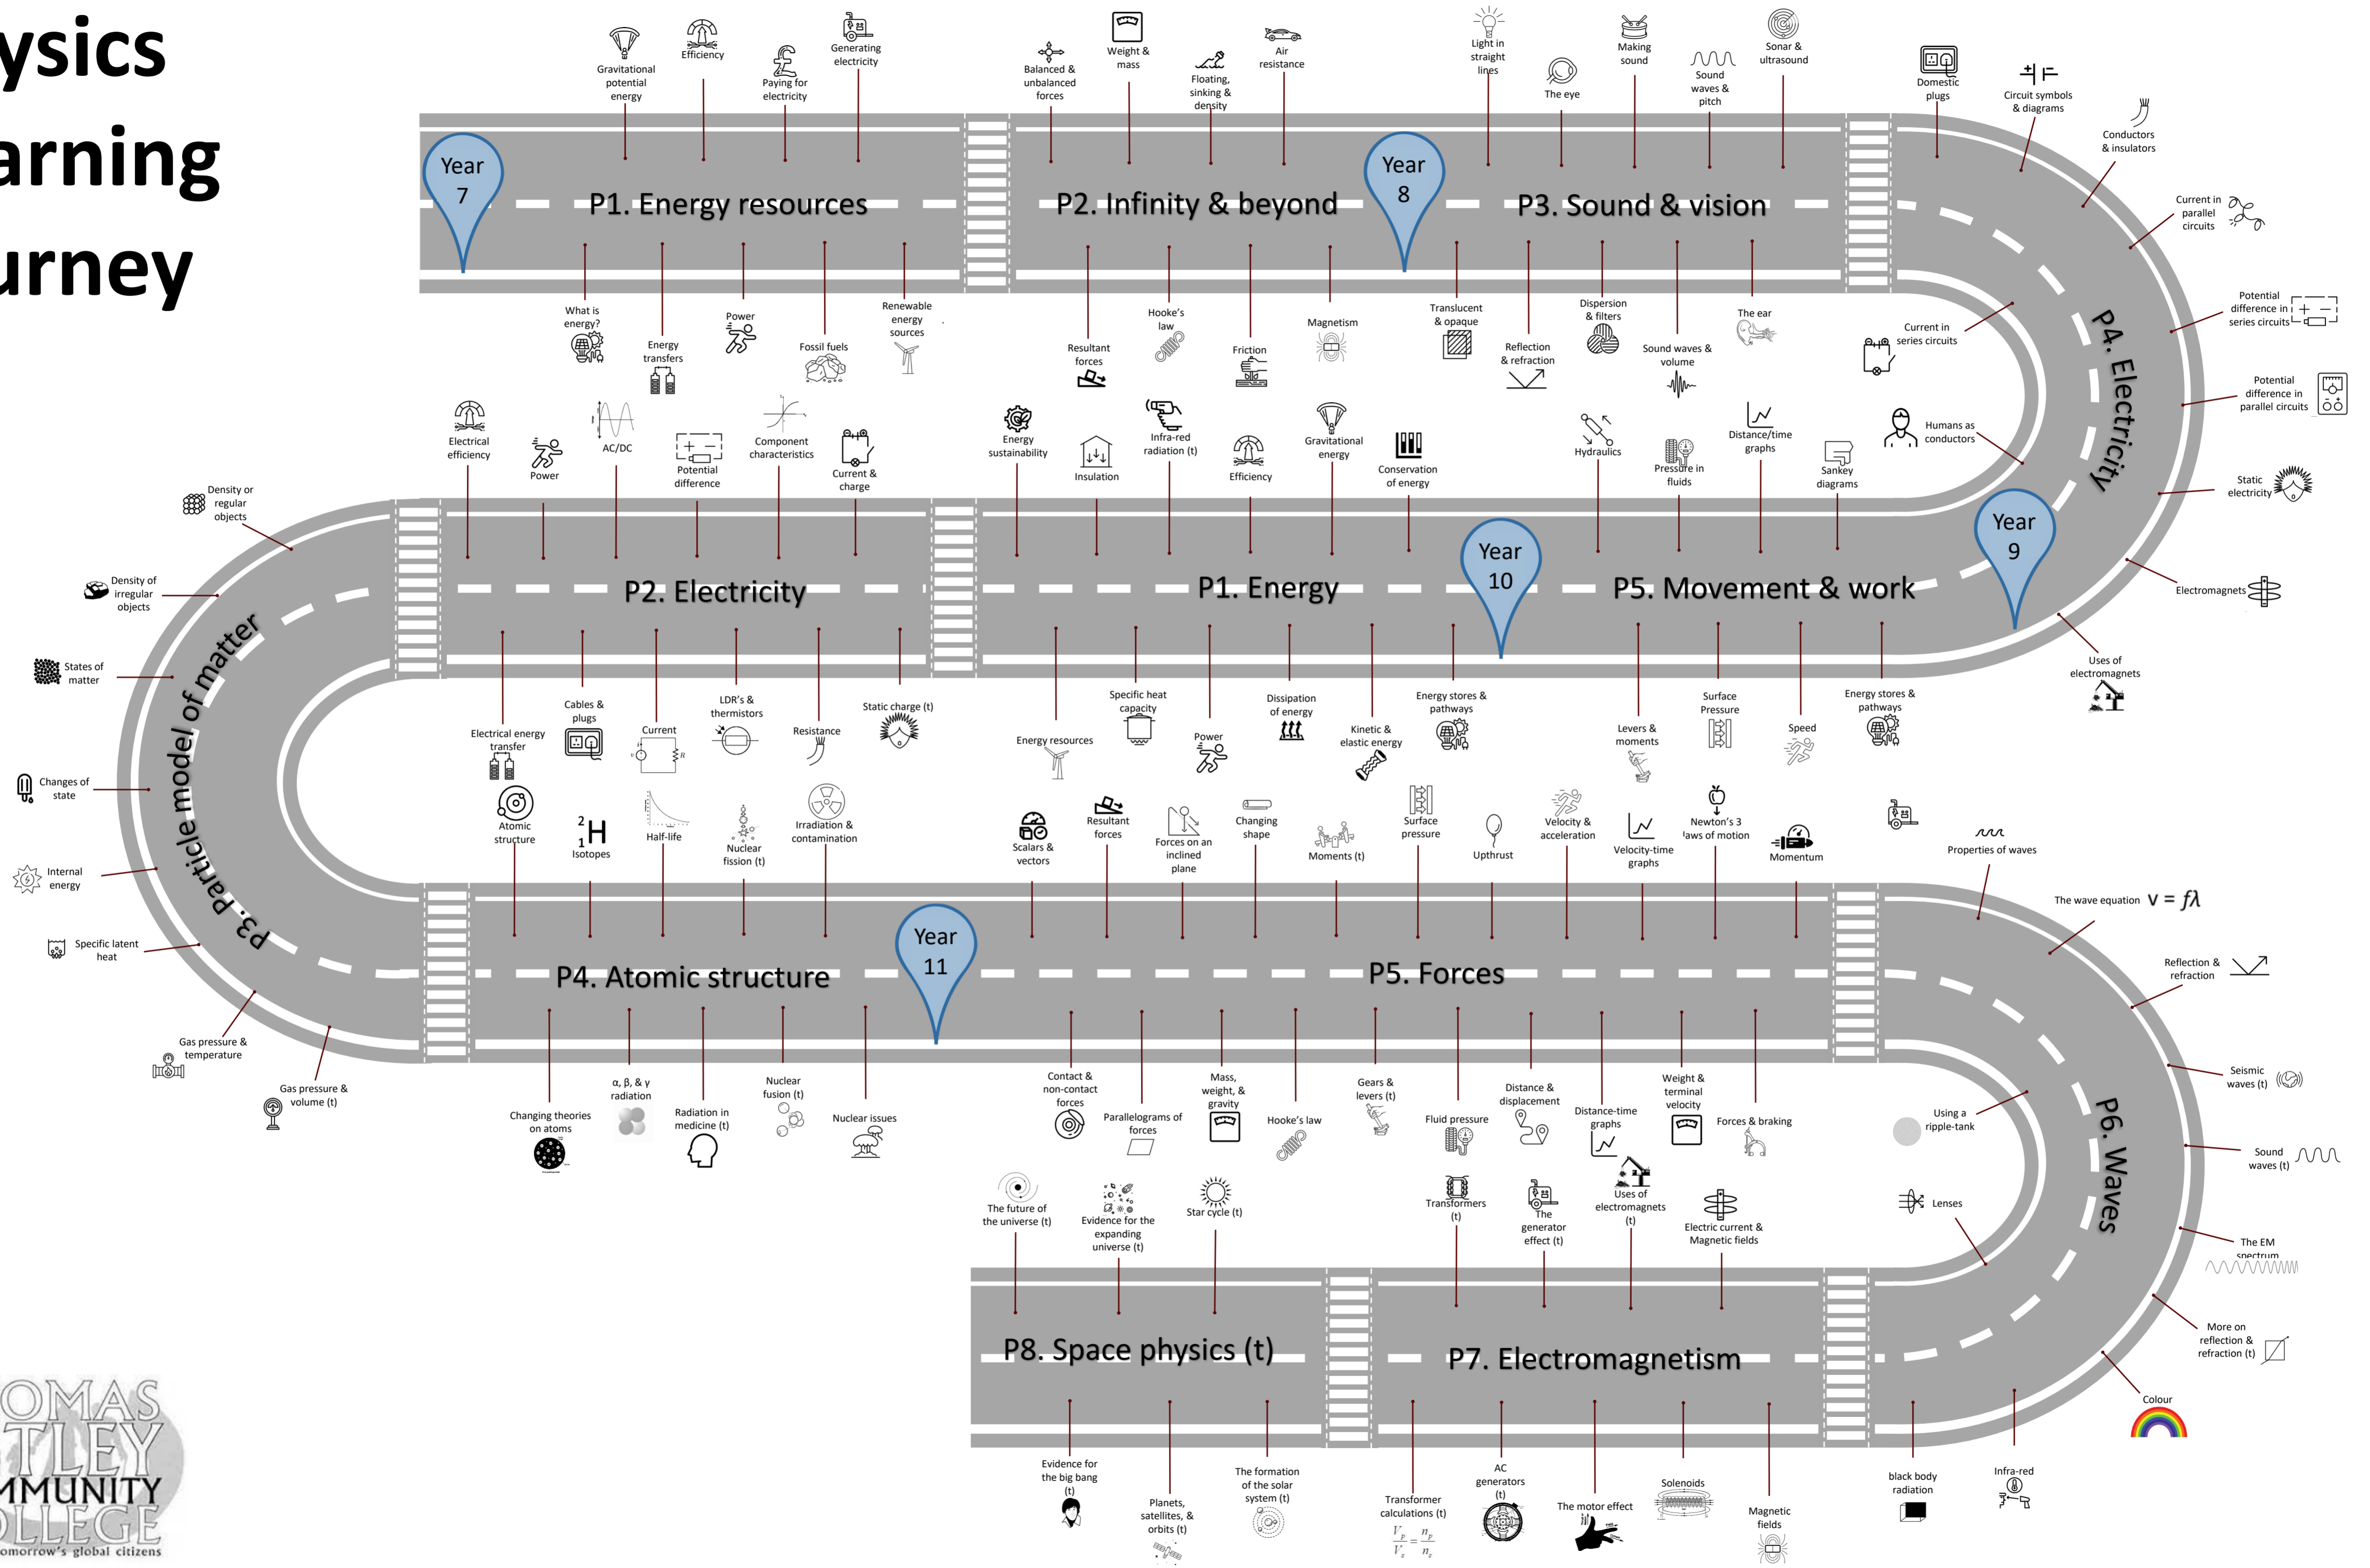 ysics
arning
urney
Gravitational
potential
energy
Efficiency
Paying for
electricity
Generating
electricity
Balanced &
unbalanced
forces
Weight &
mass
Floating,
sinking &
density
Air
resistance
Light in
straight
lines
The eye
Making
sound
Sound
waves &
pitch
Sonar &
ultrasound
Domestic
plugs
Circuit symbols
& diagrams
Conductors
& insulators
Current in
parallel
circuits
Potential
difference in
series circuits
Potential
difference in
parallel circuits
Static
electricity
Electromagnets
Uses of
electromagnets
Year
7
P1. Energy resources
P2. Infinity & beyond
Year
8
P3. Sound & vision
P4. Electricity
What is
energy?
Energy
transfers
Power
Fossil fuels
Renewable
energy
sources
Resultant
forces
Hooke's
law
Friction
Magnetism
Translucent
& opaque
Reflection
& refraction
Dispersion
& filters
Sound waves &
volume
The ear
Current in
series circuits
Humans as
conductors
Electrical
efficiency
Power
AC/DC
Potential
difference
Component
characteristics
Current &
charge
Energy
sustainability
Insulation
Infra-red
radiation (t)
Efficiency
Gravitational
energy
Conservation
of energy
Hydraulics
Pressure in
fluids
Distance/time
graphs
Sankey
diagrams
Year
9
P5. Movement & work
Year
10
P1. Energy
P2. Electricity
Density or
regular
objects
Density of
irregular
objects
States of
matter
Changes of
state
Internal
energy
Specific latent
heat
Gas pressure &
temperature
Gas pressure &
volume (t)
P3. Particle model of matter
Electrical energy
transfer
Cables &
plugs
Current
R
LDR's &
thermistors
Resistance
Static charge (t)
Energy resources
Specific heat
capacity
Power
Dissipation
of energy
Kinetic &
elastic energy
Energy stores &
pathways
Levers &
moments
Surface
Pressure
Speed
Energy stores &
pathways
Atomic
structure
2
1 H
Isotopes
Half-life
Nuclear
fission (t)
Irradiation &
contamination
Scalars &
vectors
Resultant
forces
Forces on an
inclined
plane
Changing
shape
Moments (t)
Surface
pressure
Upthrust
Velocity &
acceleration
Velocity-time
graphs
Newton's 3
laws of motion
Momentum
Properties of waves
The wave equation v = fλ
Reflection &
refraction
Seismic
waves (t)
Sound
waves (t)
The EM
spectrum
More on
reflection &
refraction (t)
Colour
P4. Atomic structure
Year
11
P5. Forces
P6. Waves
Changing theories
on atoms
α, β, & γ
radiation
Radiation in
medicine (t)
Nuclear
fusion (t)
Nuclear issues
Contact &
non-contact
forces
Parallelograms of
forces
Mass,
weight, &
gravity
Hooke's law
Gears &
levers (t)
Fluid pressure
Distance &
displacement
Distance-time
graphs
Weight &
terminal
velocity
Forces & braking
Using a
ripple-tank
Lenses
The future of
the universe (t)
Evidence for the
expanding
universe (t)
Star cycle (t)
Transformers
(t)
The
generator
effect (t)
Uses of
electromagnets
(t)
Electric current &
Magnetic fields
P8. Space physics (t)
P7. Electromagnetism
Evidence for
the big bang
(t)
Planets,
satellites, &
orbits (t)
The formation
of the solar
system (t)
Transformer
calculations (t)
Vp/Vs = np/ns
AC
generators
(t)
The motor effect
Solenoids
Magnetic
fields
black body
radiation
Infra-red
OMAS
TLEY
MMUNITY
OLLEGE
omorrow's global citizens